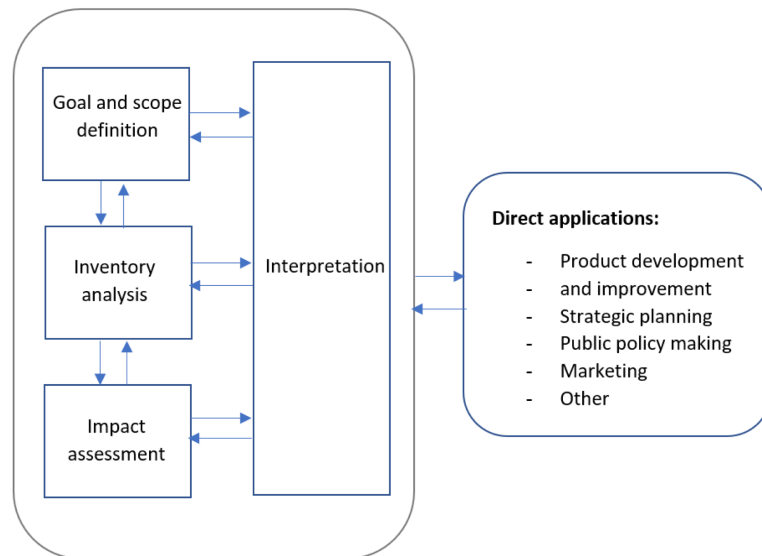 Goal and scope
definition
Inventory
analysis
Impact
assessment
Interpretation
Direct applications:
- Product development
- and improvement
- Strategic planning
- Public policy making
- Marketing
- Other